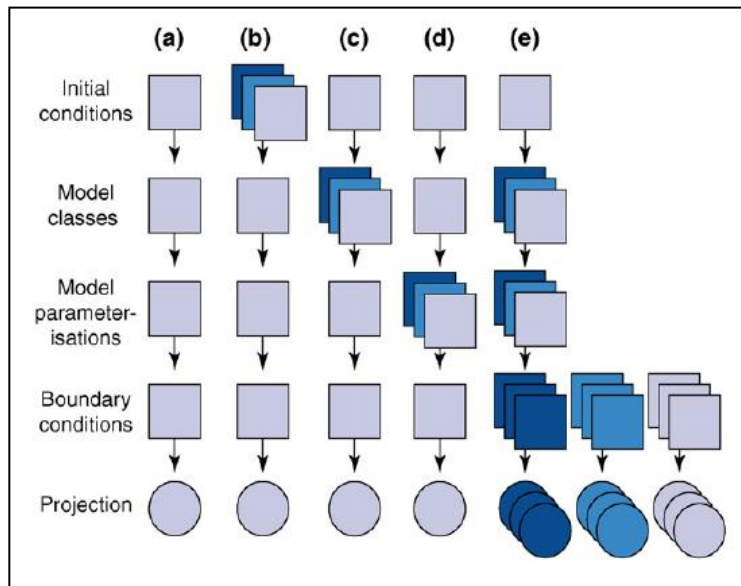 (a) (b) (c) (d) (e)
Initial
conditions
Model
classes
Model
parameter-
isations
Boundary
conditions
Projection